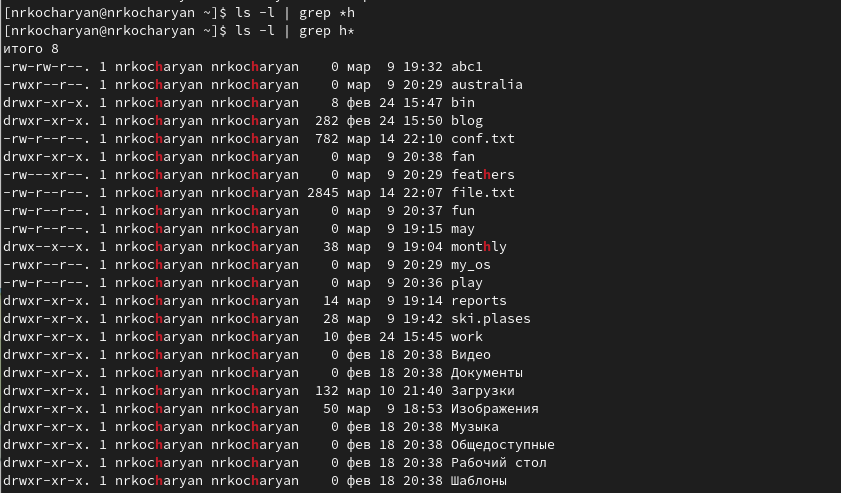 [nrkocharyan@nrkocharyan ~]$ ls -l | grep *h
[nrkocharyan@nrkocharyan ~]$ ls -l | grep h*
итого 8
-rw-rw-r--. 1 nrkocharyan nrkocharyan    0 мар  9 19:32 abc1
-rwxr--r--. 1 nrkocharyan nrkocharyan    0 мар  9 20:29 australia
drwxr-xr-x. 1 nrkocharyan nrkocharyan    8 фев 24 15:47 bin
drwxr-xr-x. 1 nrkocharyan nrkocharyan  282 фев 24 15:50 blog
-rw-r--r--. 1 nrkocharyan nrkocharyan  782 мар 14 22:10 conf.txt
drwxr-xr-x. 1 nrkocharyan nrkocharyan    0 мар  9 20:38 fan
-rw---xr--. 1 nrkocharyan nrkocharyan    0 мар  9 20:29 feathers
-rw-r--r--. 1 nrkocharyan nrkocharyan 2845 мар 14 22:07 file.txt
-rw-r--r--. 1 nrkocharyan nrkocharyan    0 мар  9 20:37 fun
-rw-r--r--. 1 nrkocharyan nrkocharyan    0 мар  9 19:15 may
drwx--x--x. 1 nrkocharyan nrkocharyan   38 мар  9 19:04 monthly
-rw-r--r--. 1 nrkocharyan nrkocharyan    0 мар  9 20:29 my_os
-rw-r--r--. 1 nrkocharyan nrkocharyan    0 мар  9 20:36 play
drwxr-xr-x. 1 nrkocharyan nrkocharyan   14 мар  9 19:14 reports
drwxr-xr-x. 1 nrkocharyan nrkocharyan   28 мар  9 19:42 ski.plases
drwxr-xr-x. 1 nrkocharyan nrkocharyan   10 фев 24 15:45 work
drwxr-xr-x. 1 nrkocharyan nrkocharyan    0 фев 18 20:38 Видео
drwxr-xr-x. 1 nrkocharyan nrkocharyan    0 фев 18 20:38 Документы
drwxr-xr-x. 1 nrkocharyan nrkocharyan  132 мар 10 21:40 Загрузки
drwxr-xr-x. 1 nrkocharyan nrkocharyan   50 мар  9 18:53 Изображения
drwxr-xr-x. 1 nrkocharyan nrkocharyan    0 фев 18 20:38 Музыка
drwxr-xr-x. 1 nrkocharyan nrkocharyan    0 фев 18 20:38 Общедоступные
drwxr-xr-x. 1 nrkocharyan nrkocharyan    0 фев 18 20:38 Рабочий стол
drwxr-xr-x. 1 nrkocharyan nrkocharyan    0 фев 18 20:38 Шаблоны